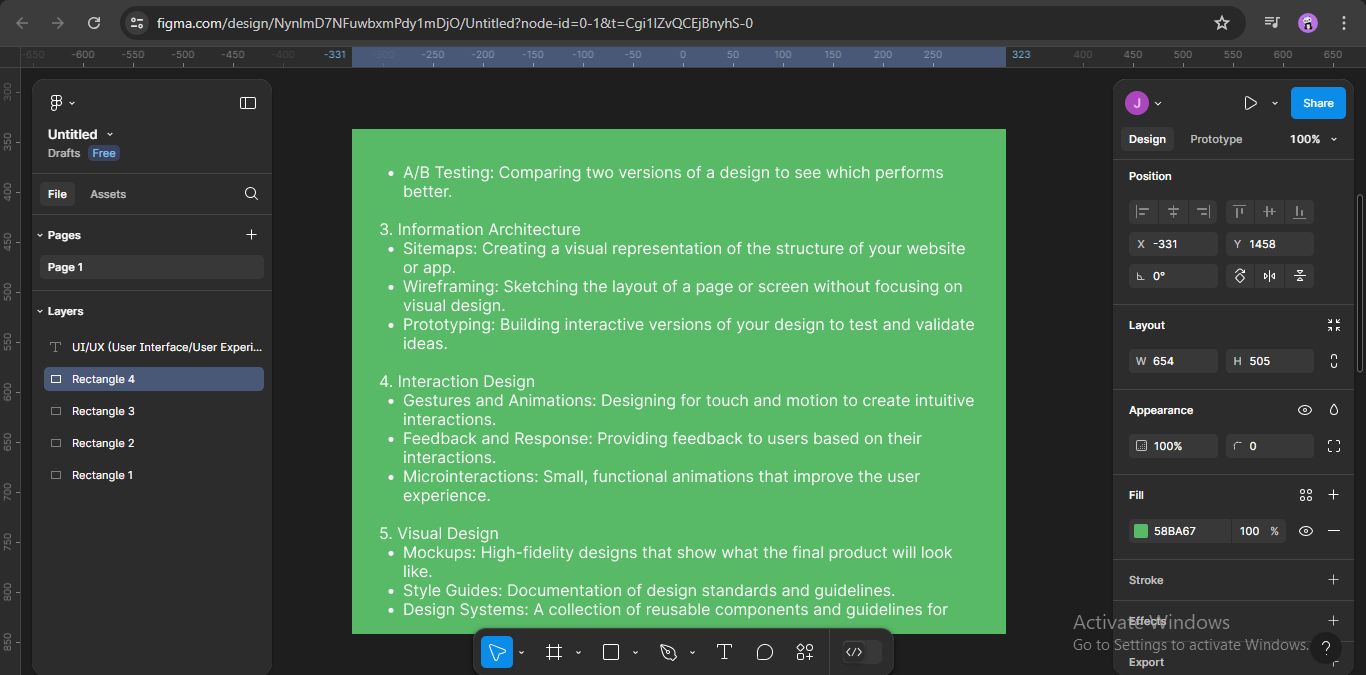 figma.com/design/NynlmD7NFuwbxmPdy1mDjO/Untitled?node-id=0-1&t=Cgi1IZvQCEjBnyhS-0
-650 -600 -550 -500 -450 -400 -331 -300 -250 -200 -150 -100 -50 0 50 100 150 200 250 323 400 450 500 550 600 650
300
350
400
450
500
550
600
650
700
750
800
850
Untitled
Drafts Free
File Assets
Pages
Page 1
Layers
UI/UX (User Interface/User Experi...
Rectangle 4
Rectangle 3
Rectangle 2
Rectangle 1
• A/B Testing: Comparing two versions of a design to see which performs
better.
3. Information Architecture
• Sitemaps: Creating a visual representation of the structure of your website
or app.
• Wireframing: Sketching the layout of a page or screen without focusing on
visual design.
• Prototyping: Building interactive versions of your design to test and validate
ideas.
4. Interaction Design
• Gestures and Animations: Designing for touch and motion to create intuitive
interactions.
• Feedback and Response: Providing feedback to users based on their
interactions.
• Microinteractions: Small, functional animations that improve the user
experience.
5. Visual Design
• Mockups: High-fidelity designs that show what the final product will look
like.
• Style Guides: Documentation of design standards and guidelines.
• Design Systems: A collection of reusable components and guidelines for
J
Share
Design Prototype 100%
Position
X -331 Y 1458
0°
Layout
W 654 H 505
Appearance
100% 0
Fill
58BA67 100 %
Stroke
Effects
Export
Activate Windows
Go to Settings to activate Windows.
?